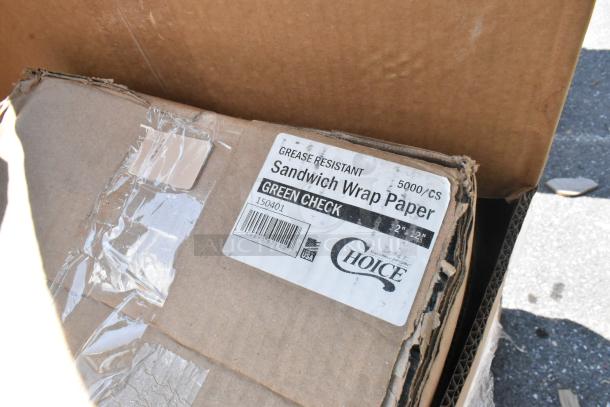 GREASE RESISTANT
Sandwich Wrap Paper
5000/CS
GREEN CHECK
150401
CHOICE